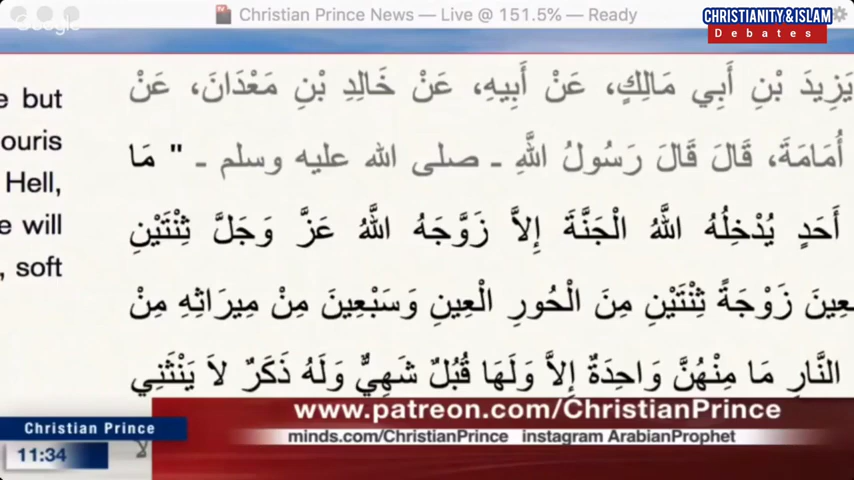 Christian Prince News — Live @ 151.5% — Ready
Google
CHRISTIANITY & ISLAM
Debates
e but
ouris
Hell,
e will
, soft
يَزِيدَ بْنِ أَبِي مَالِكٍ، عَنْ أَبِيهِ، عَنْ خَالِدِ بْنِ مَعْدَانَ، عَنْ
أُمَامَةَ، قَالَ قَالَ رَسُولُ اللَّهِ ـ صلى الله عليه وسلم ـ " مَا
أَحَدٍ يُدْخِلُهُ اللَّهُ الْجَنَّةَ إِلاَّ زَوَّجَهُ اللَّهُ عَزَّ وَجَلَّ ثِنْتَيْنِ
عِينَ زَوْجَةً ثِنْتَيْنِ مِنَ الْحُورِ الْعِينِ وَسَبْعِينَ مِنْ مِيرَاثِهِ مِنْ
النَّارِ مَا مِنْهُنَّ وَاحِدَةٌ إِلاَّ وَلَهَا قُبُلٌ شَهِيٌّ وَلَهُ ذَكَرٌ لاَ يَنْثَنِي
www.patreon.com/ChristianPrince
Christian Prince
minds.com/ChristianPrince instagram ArabianProphet
11:34